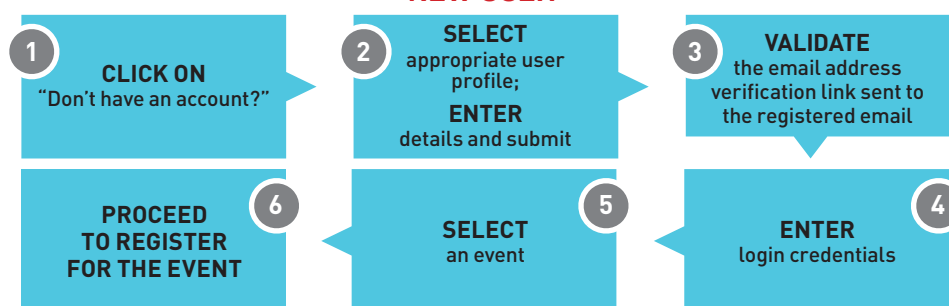 1
CLICK ON
“Don't have an account?”
2
SELECT
appropriate user
profile;
ENTER
details and submit
3
VALIDATE
the email address
verification link sent to
the registered email
4
ENTER
login credentials
5
SELECT
an event
6
PROCEED
TO REGISTER
FOR THE EVENT